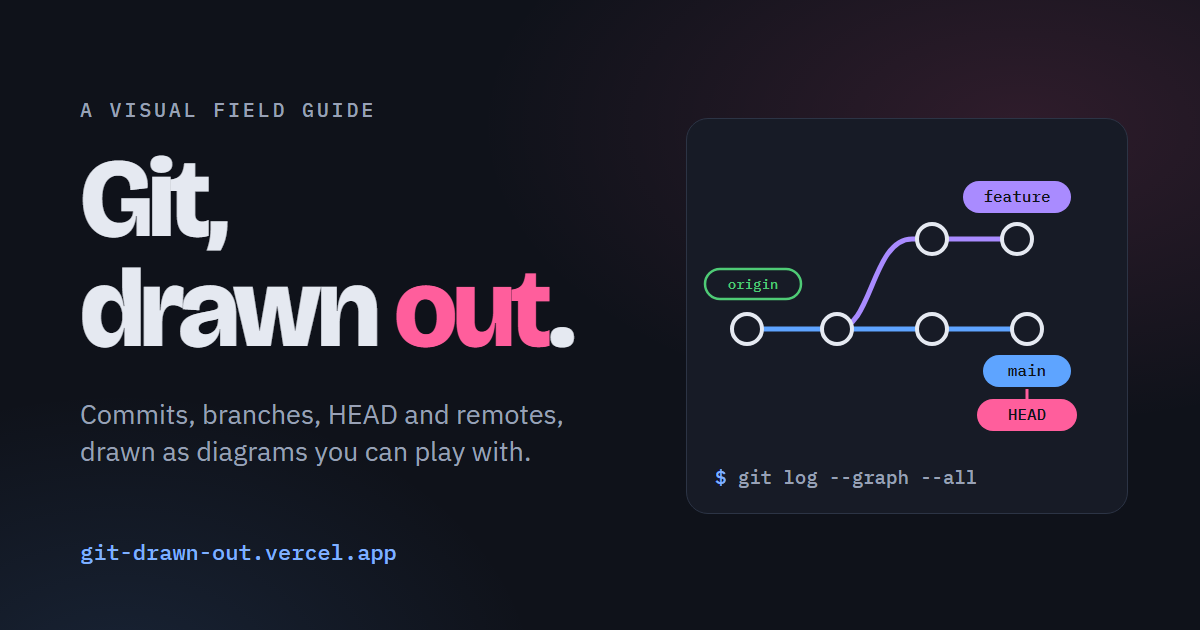 A VISUAL FIELD GUIDE
Git,
drawn out.
Commits, branches, HEAD and remotes,
drawn as diagrams you can play with.
git-drawn-out.vercel.app
feature
origin
main
HEAD
$ git log --graph --all